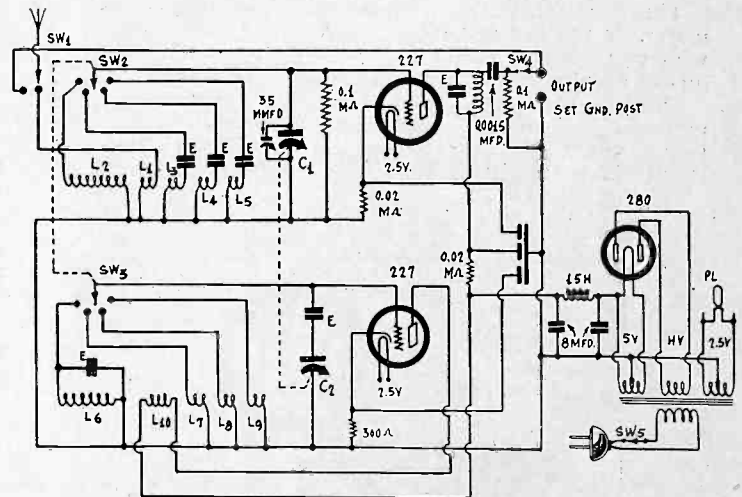 SW1
SW2
227
SW4
E
35
MMFD
0.1
MΩ
E
0.1
MΩ
OUTPUT
0.0015
MFD.
SET GND. POST
E
E
E
C1
2.5V.
L2
L1
L3
L4
L5
0.02
MΩ
280
SW3
227
0.02
MΩ
15H
PL
E
8MFD.
5V
HV
2.5V
E
C2
2.5V
L6
L10
L7
L8
L9
300Ω
SW5